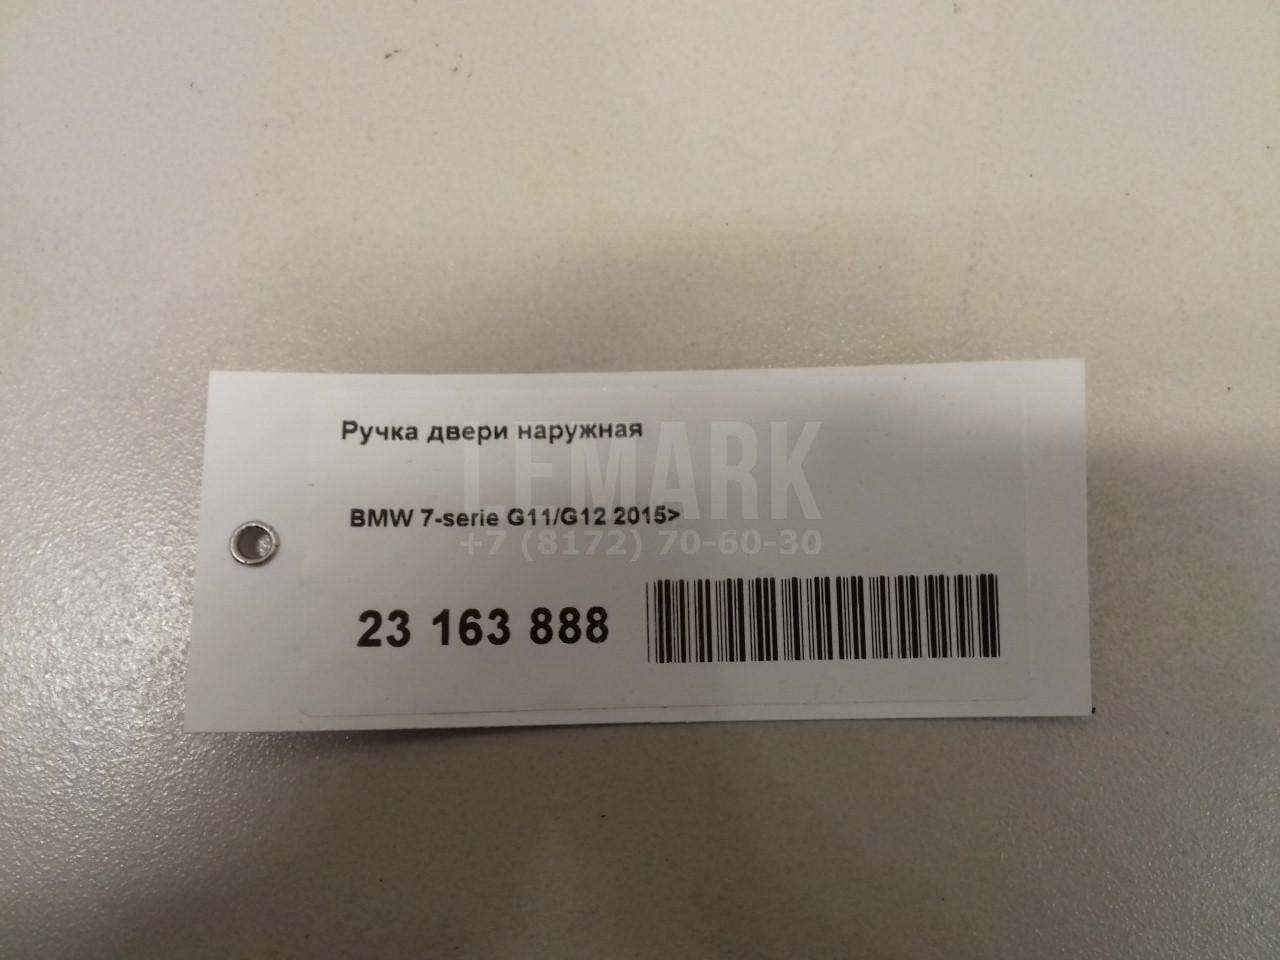 Ручка двери наружная
LEMARK
BMW 7-serie G11/G12 2015>
+7 (8172) 70-60-30
23 163 888